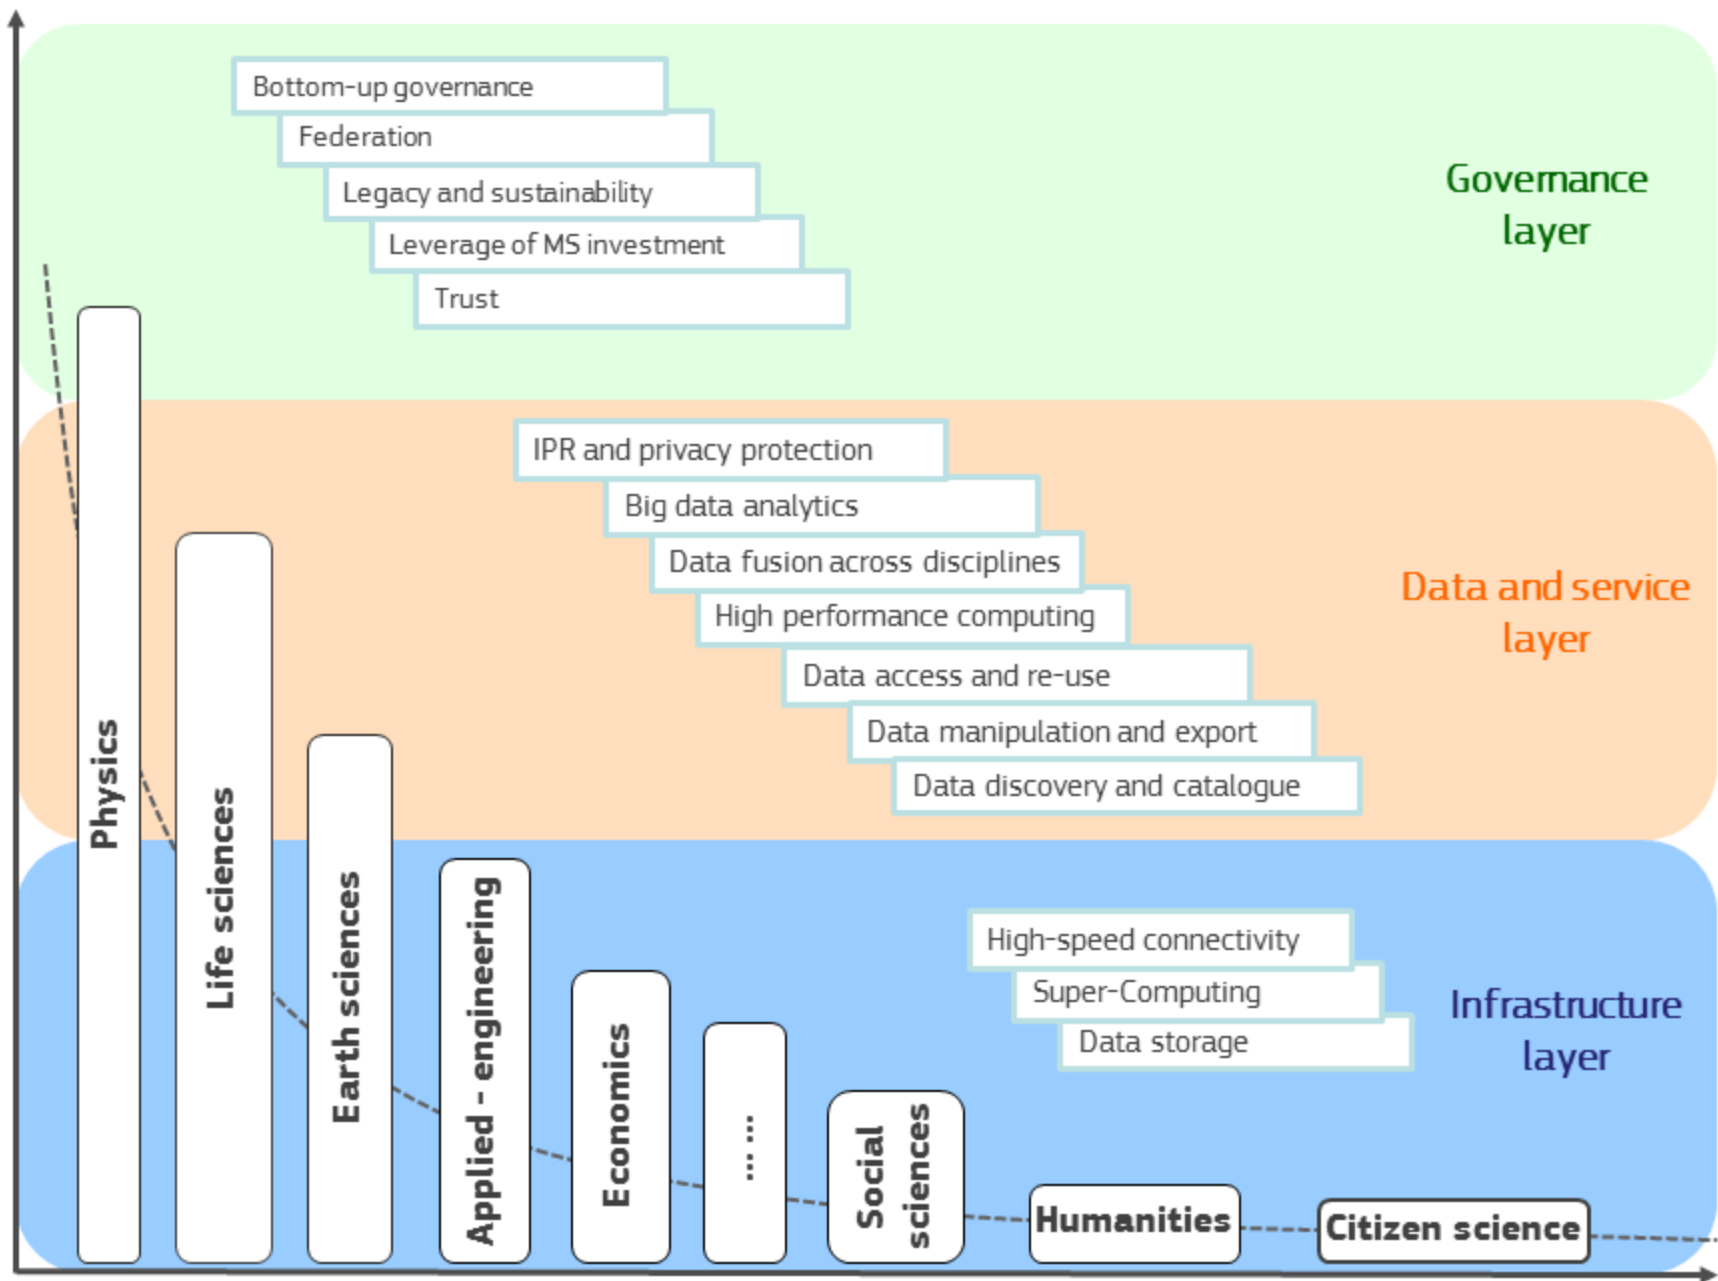 Bottom-up governance
Federation
Legacy and sustainability
Leverage of MS investment
Trust
Governance
layer
IPR and privacy protection
Big data analytics
Data fusion across disciplines
High performance computing
Data access and re-use
Data manipulation and export
Data discovery and catalogue
Data and service
layer
High-speed connectivity
Super-Computing
Data storage
Infrastructure
layer
Physics
Life sciences
Earth sciences
Applied - engineering
Economics
... ...
Social
sciences
Humanities
Citizen science